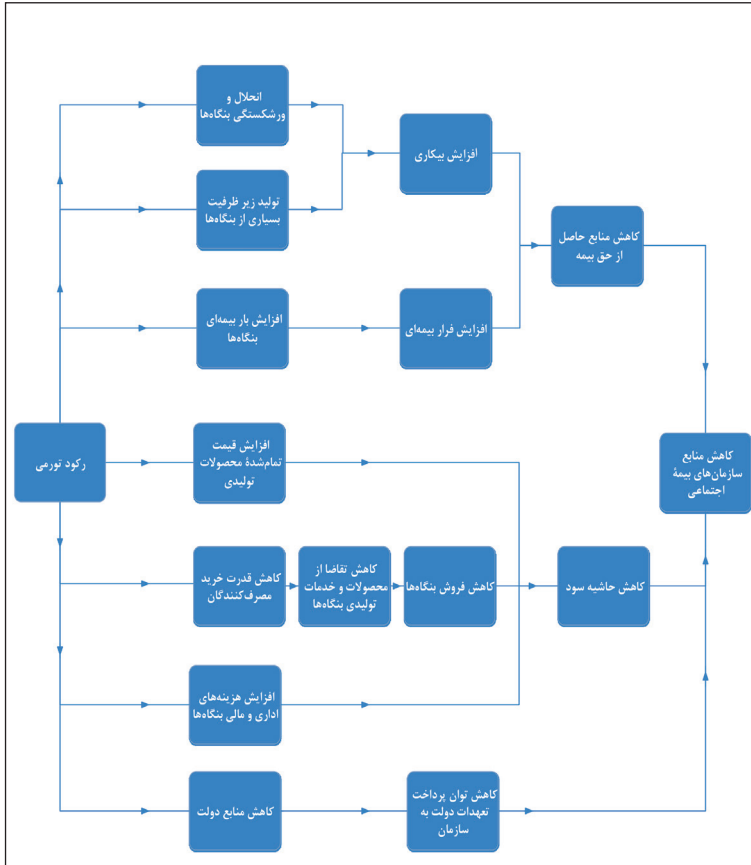 انحلال و
ورشکستگی بنگاه‌ها
افزایش بیکاری
تولید زیر ظرفیت
بسیاری از بنگاه‌ها
کاهش منابع حاصل
از حق بیمه
افزایش بار بیمه‌ای
بنگاه‌ها
افزایش فرار بیمه‌ای
رکود تورمی
افزایش قیمت
تمام‌شدهٔ محصولات
تولیدی
کاهش منابع
سازمان‌های بیمهٔ
اجتماعی
کاهش قدرت خرید
مصرف‌کنندگان
کاهش تقاضا از
محصولات و خدمات
تولیدی بنگاه‌ها
کاهش فروش بنگاه‌ها
کاهش حاشیه سود
افزایش هزینه‌های
اداری و مالی بنگاه‌ها
کاهش منابع دولت
کاهش توان پرداخت
تعهدات دولت به
سازمان